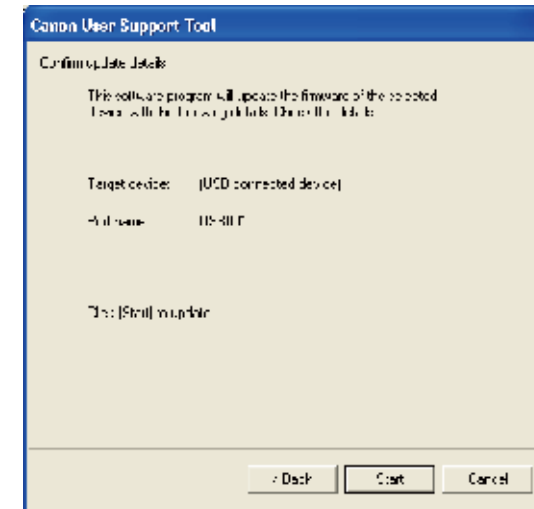 Canon User Support Tool
Confirm update details
This software program will update the firmware of the selected
device with the following details. Check the details.
Target device: [USB connected device]
Port name:
Click [Start] to update.
< Back Start Cancel